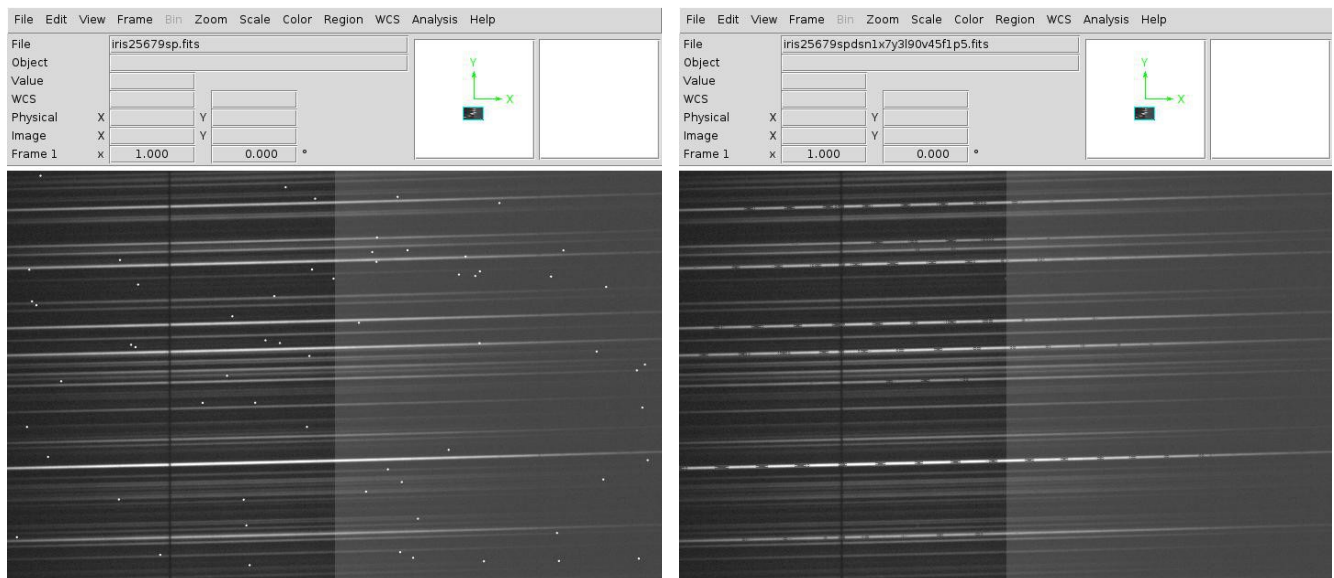 File Edit View Frame Bin Zoom Scale Color Region WCS Analysis Help
File iris25679sp.fits
Object
Value
WCS
Physical X Y
Image X Y
Frame 1 x 1.000 0.000 °
Y
X
File Edit View Frame Bin Zoom Scale Color Region WCS Analysis Help
File iris25679spdsn1x7y3l90v45f1p5.fits
Object
Value
WCS
Physical X Y
Image X Y
Frame 1 x 1.000 0.000 °
Y
X